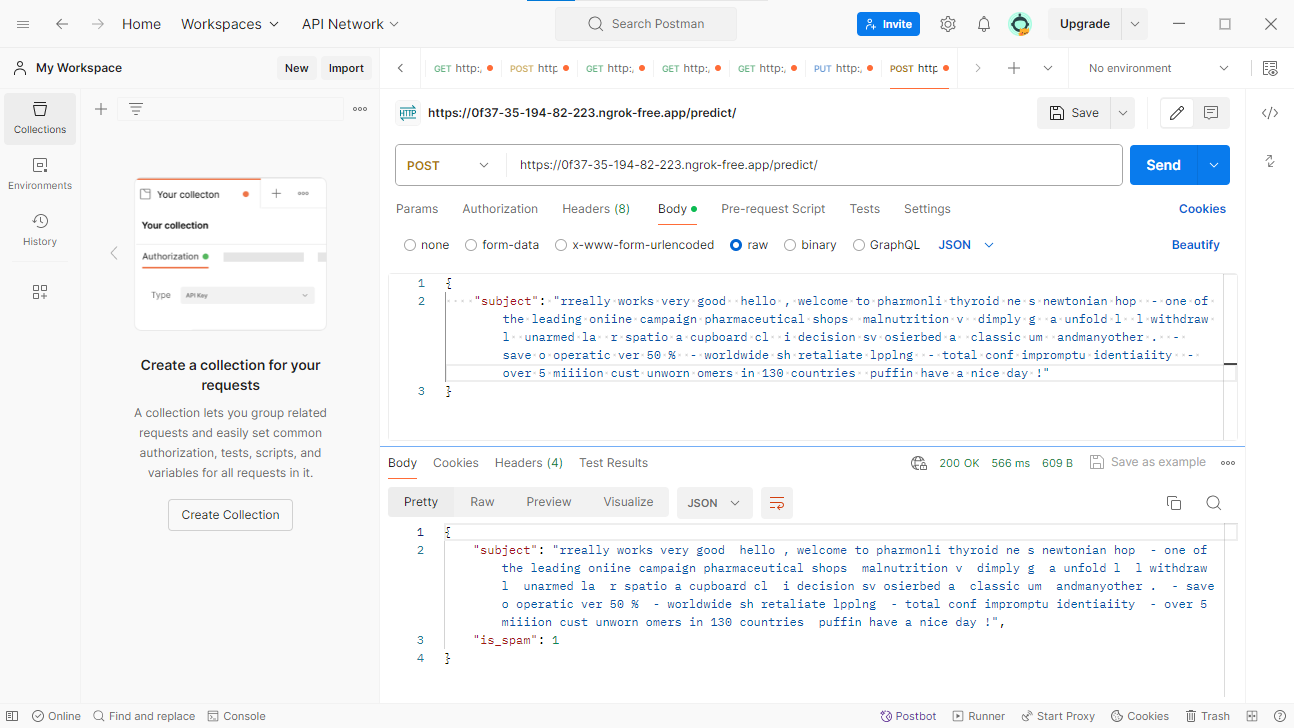 Home Workspaces API Network Search Postman Invite Upgrade
My Workspace New Import GET http:, POST http GET http:, GET http:, GET http:, PUT http:, POST http No environment
Collections
Environments
History
Your collecton
Your collection
Authorization
Type API Key
Create a collection for your
requests
A collection lets you group related
requests and easily set common
authorization, tests, scripts, and
variables for all requests in it.
Create Collection
HTTP https://0f37-35-194-82-223.ngrok-free.app/predict/ Save
POST https://0f37-35-194-82-223.ngrok-free.app/predict/ Send
Params Authorization Headers (8) Body Pre-request Script Tests Settings Cookies
none form-data x-www-form-urlencoded raw binary GraphQL JSON Beautify
1 {
2 "subject": "rreally works very good  hello , welcome to pharmonli thyroid ne s newtonian hop  - one of
the leading oniine campaign pharmaceutical shops  malnutrition v  dimply g  a unfold l  l withdraw
l  unarmed la  r spatio a cupboard cl  i decision sv osierbed a  classic um  andmanyother .  -
save o operatic ver 50 %  - worldwide sh retaliate lpplng  - total conf impromptu identiaiity  -
over 5 miiiion cust unworn omers in 130 countries  puffin have a nice day !"
3 }
Body Cookies Headers (4) Test Results 200 OK 566 ms 609 B Save as example
Pretty Raw Preview Visualize JSON
1 {
2 "subject": "rreally works very good  hello , welcome to pharmonli thyroid ne s newtonian hop  - one of
the leading oniine campaign pharmaceutical shops  malnutrition v  dimply g  a unfold l  l withdraw
l  unarmed la  r spatio a cupboard cl  i decision sv osierbed a  classic um  andmanyother .  - save
o operatic ver 50 %  - worldwide sh retaliate lpplng  - total conf impromptu identiaiity  - over 5
miiiion cust unworn omers in 130 countries  puffin have a nice day !",
3 "is_spam": 1
4 }
Online Find and replace Console Postbot Runner Start Proxy Cookies Trash